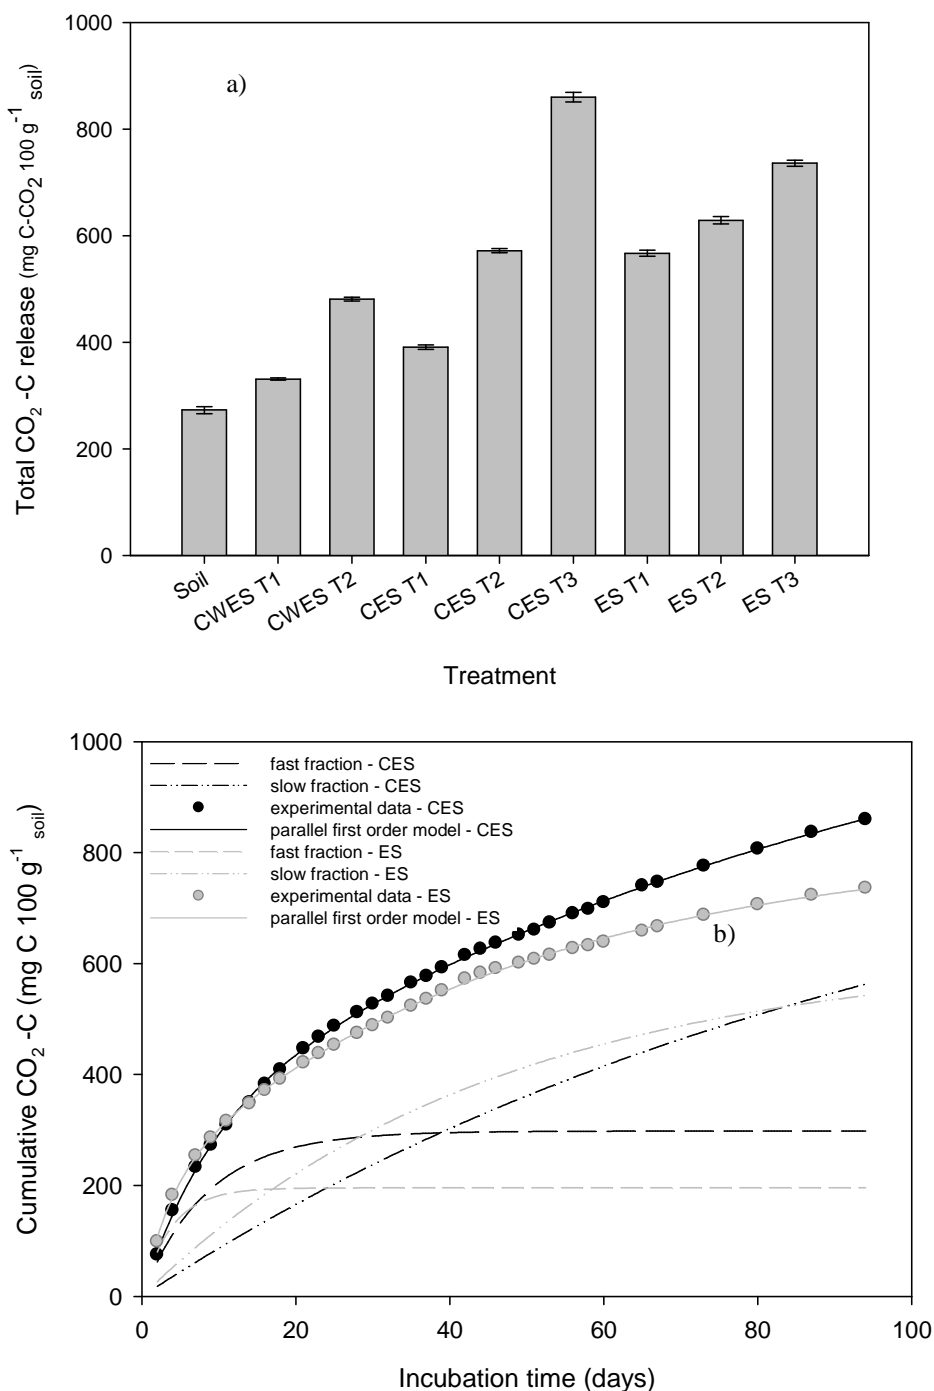 a)
Total CO2 -C release (mg C-CO2 100 g-1 soil)
1000
800
600
400
200
0
Soil
CWES T1
CWES T2
CES T1
CES T2
CES T3
ES T1
ES T2
ES T3
Treatment
Cumulative CO2 -C (mg C 100 g-1 soil)
1000
800
600
400
200
0
fast fraction - CES
slow fraction - CES
experimental data - CES
parallel first order model - CES
fast fraction - ES
slow fraction - ES
experimental data - ES
parallel first order model - ES
b)
0 20 40 60 80 100
Incubation time (days)